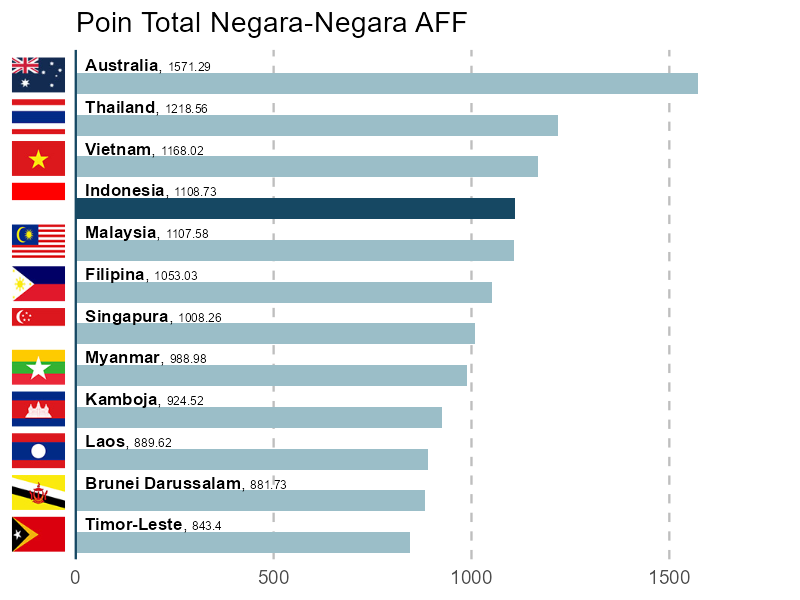 Poin Total Negara-Negara AFF
Australia, 1571.29
Thailand, 1218.56
Vietnam, 1168.02
Indonesia, 1108.73
Malaysia, 1107.58
Filipina, 1053.03
Singapura, 1008.26
Myanmar, 988.98
Kamboja, 924.52
Laos, 889.62
Brunei Darussalam, 881.73
Timor-Leste, 843.4
0 500 1000 1500